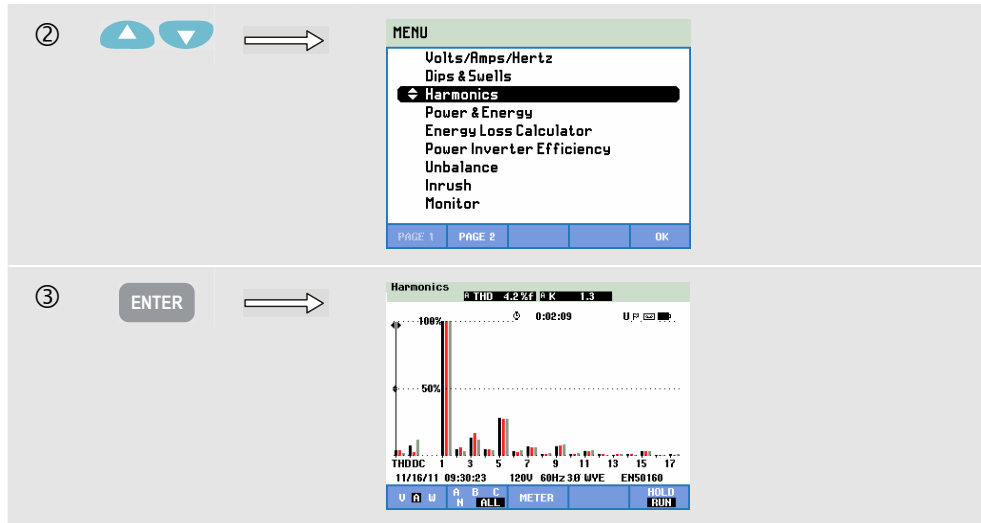 ②
MENU
Volts/Amps/Hertz
Dips & Swells
Harmonics
Power & Energy
Energy Loss Calculator
Power Inverter Efficiency
Unbalance
Inrush
Monitor
PAGE 1 PAGE 2 OK
③
ENTER
Harmonics
A THD 4.2 %f A K 1.3
0:02:09 U
100%
50%
THDDC 1 3 5 7 9 11 13 15 17
11/16/11 09:30:23 120V 60Hz 3Ø WYE EN50160
V A W A B C N ALL METER HOLD RUN